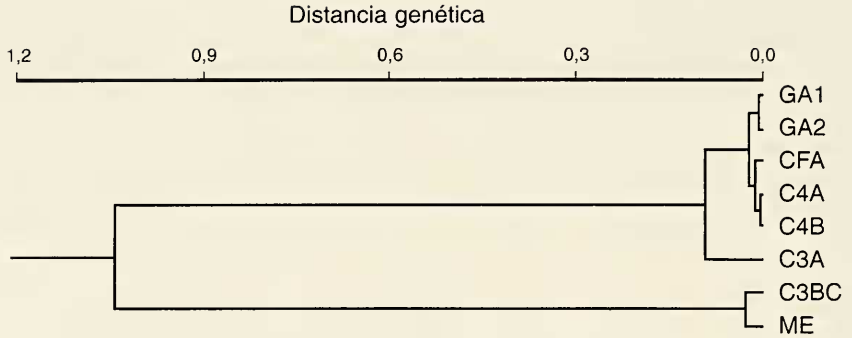 Distancia genética
1,2 0,9 0,6 0,3 0,0
GA1
GA2
CFA
C4A
C4B
C3A
C3BC
ME